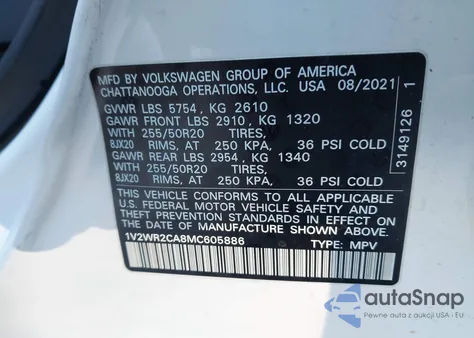 MFD BY VOLKSWAGEN GROUP OF AMERICA
CHATTANOOGA OPERATIONS, LLC. USA 08/2021
GVWR LBS 5754, KG 2610
GAWR FRONT LBS 2910, KG 1320
WITH 255/50R20 TIRES,
8JX20 RIMS, AT 250 KPA, 36 PSI COLD
GAWR REAR LBS 2954, KG 1340
WITH 255/50R20 TIRES,
8JX20 RIMS, AT 250 KPA, 36 PSI COLD
THIS VEHICLE CONFORMS TO ALL APPLICABLE
U.S. FEDERAL MOTOR VEHICLE SAFETY AND
THEFT PREVENTION STANDARDS IN EFFECT ON
THE DATE OF MANUFACTURE SHOWN ABOVE.
1V2WR2CA8MC605886 TYPE: MPV
3149126 1
autoSnap
Pewne auta z USA i EU